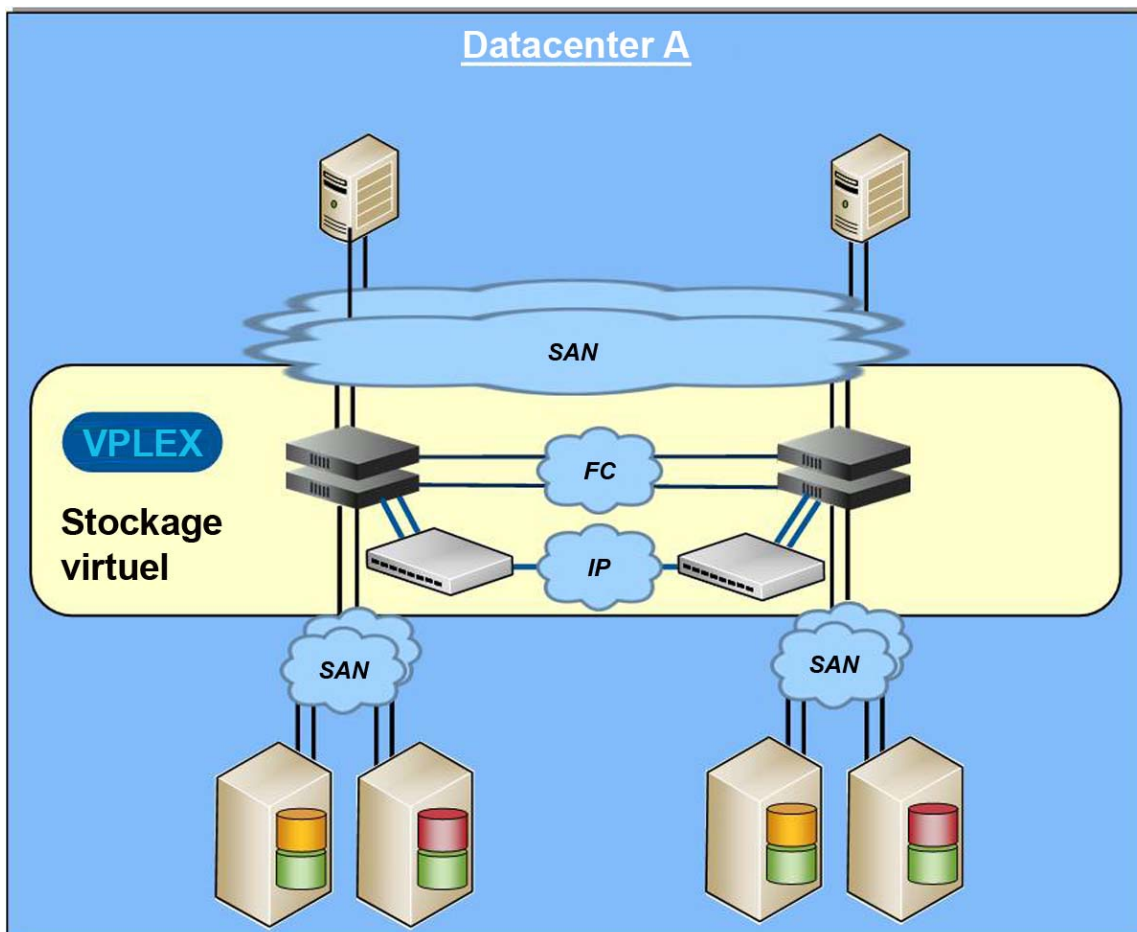 Datacenter A
SAN
VPLEX
FC
Stockage
virtuel
IP
SAN
SAN